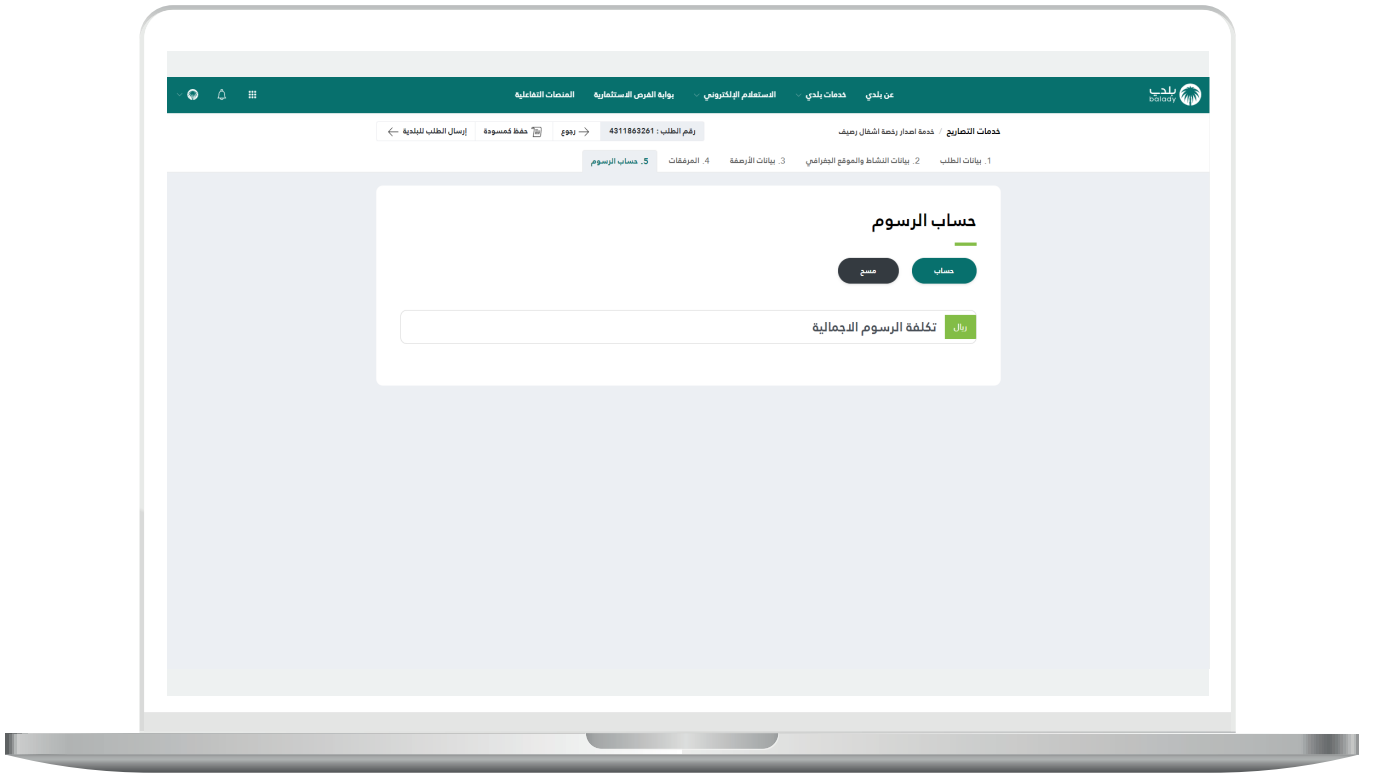 بلدي
balady
عن بلدي خدمات بلدي الاستعلام الإلكتروني بوابة الفرص الاستثمارية المنصات التفاعلية
خدمات التصاريح / خدمة اصدار رخصة اشغال رصيف
رقم الطلب : 4311863261 رجوع حفظ كمسودة إرسال الطلب للبلدية
1. بيانات الطلب 2. بيانات النشاط والموقع الجغرافي 3. بيانات الأرصفة 4. المرفقات 5. حساب الرسوم
حساب الرسوم
حساب مسح
ريال تكلفة الرسوم الاجمالية